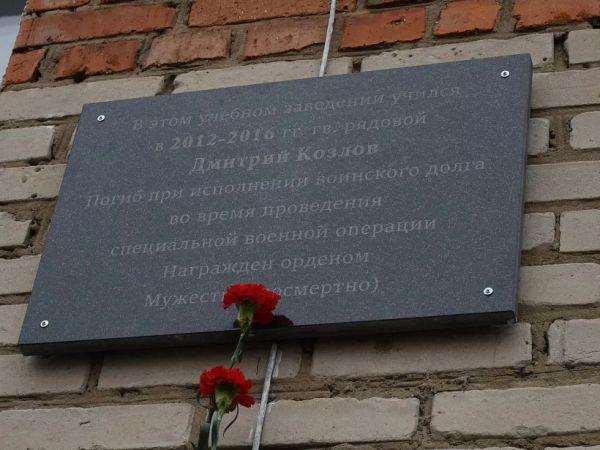 В этом учебном заведении учился
в 2012-2016 гг. гв. рядовой
Дмитрий Козлов
Погиб при исполнении воинского долга
во время проведения
специальной военной операции
Награжден орденом